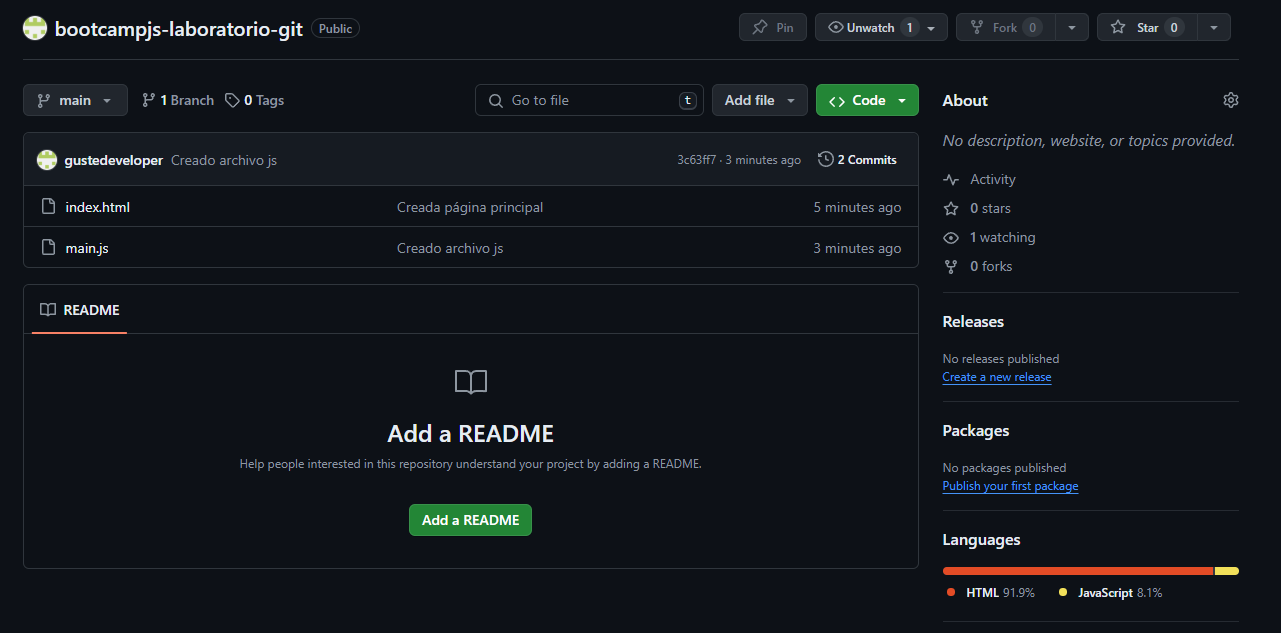 bootcampjs-laboratorio-git Public Pin Unwatch 1 Fork 0 Star 0
main 1 Branch 0 Tags Go to file t Add file Code
gustedeveloper Creado archivo js 3c63ff7 · 3 minutes ago 2 Commits
index.html Creada página principal 5 minutes ago
main.js Creado archivo js 3 minutes ago
README
Add a README
Help people interested in this repository understand your project by adding a README.
Add a README
About
No description, website, or topics provided.
Activity
0 stars
1 watching
0 forks
Releases
No releases published
Create a new release
Packages
No packages published
Publish your first package
Languages
HTML 91.9% JavaScript 8.1%